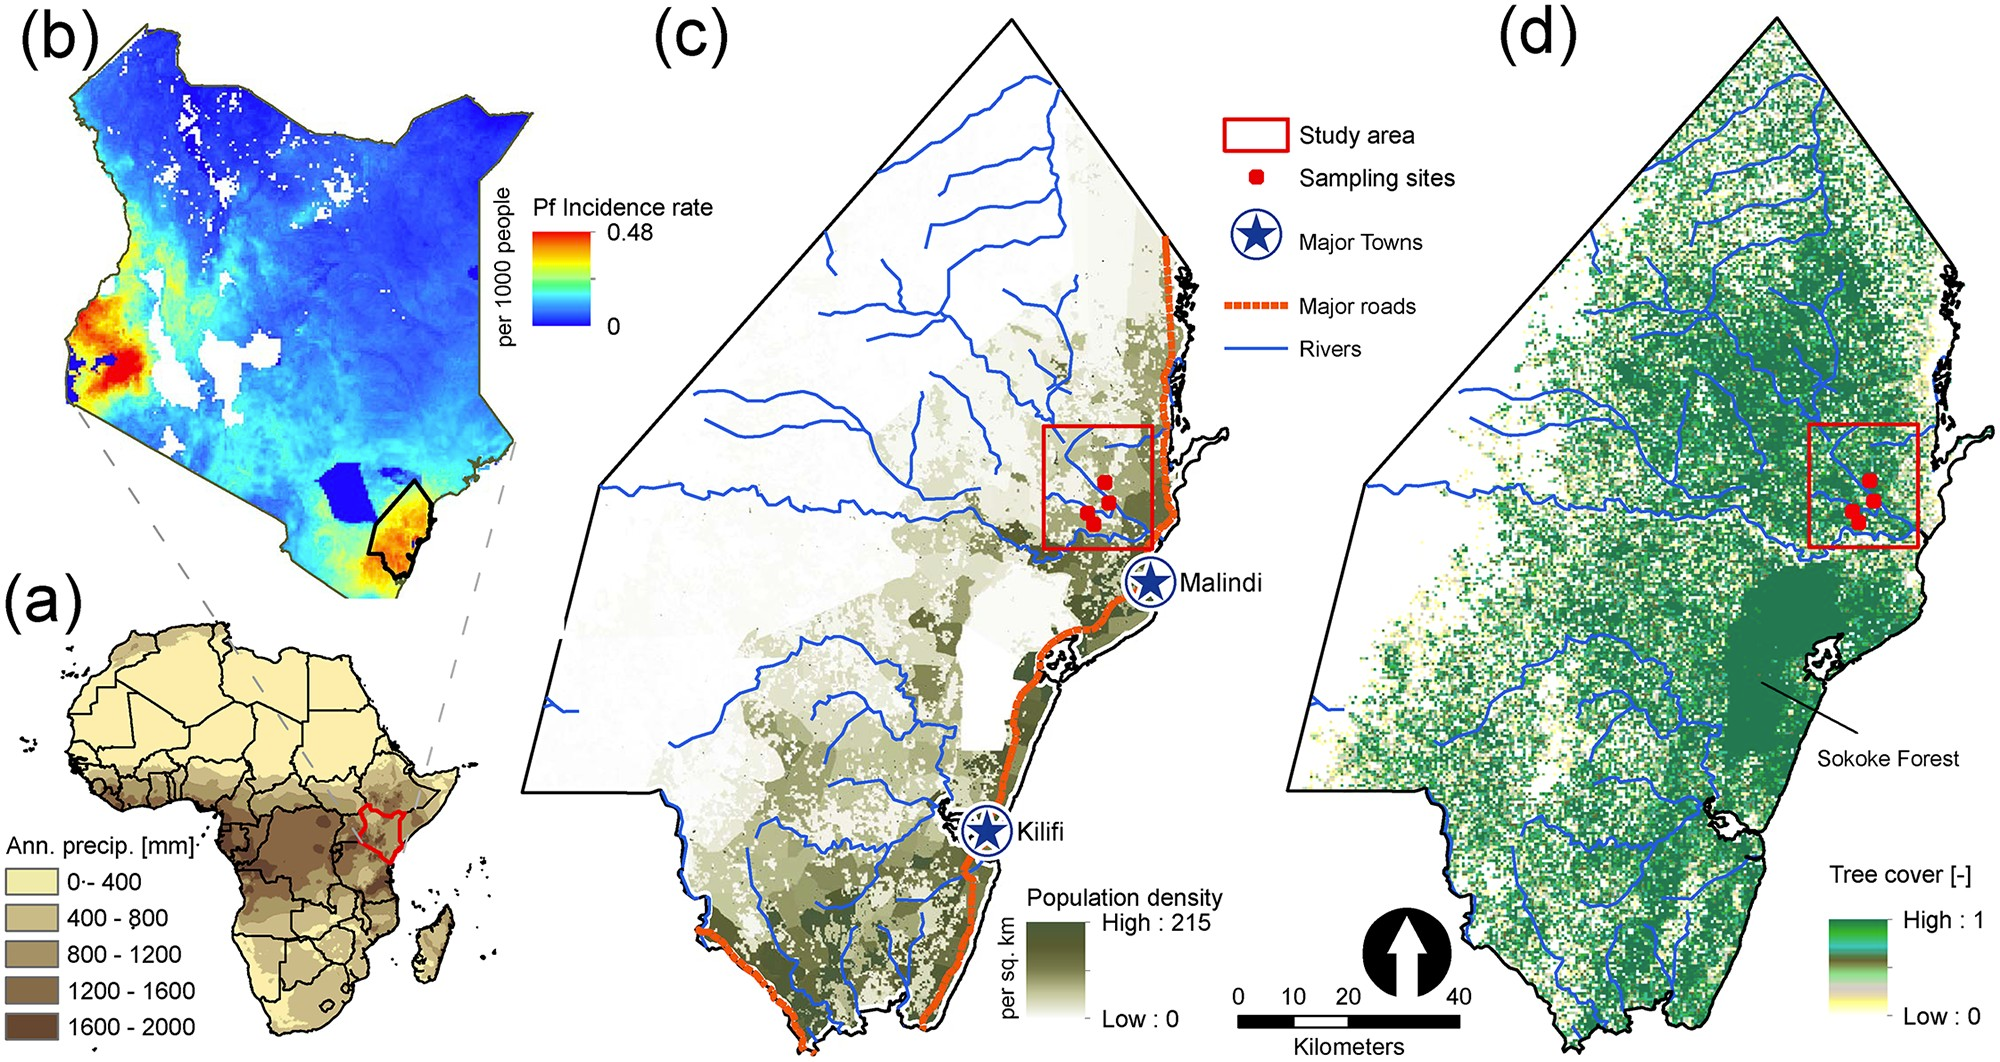 (b)
Pf Incidence rate
per 1000 people
0.48
0
(a)
Ann. precip. [mm]
0 - 400
400 - 800
800 - 1200
1200 - 1600
1600 - 2000
(c)
Study area
Sampling sites
Major Towns
Major roads
Rivers
Malindi
Kilifi
Population density
per sq. km
High : 215
Low : 0
0 10 20 40
Kilometers
(d)
Sokoke Forest
Tree cover [-]
High : 1
Low : 0